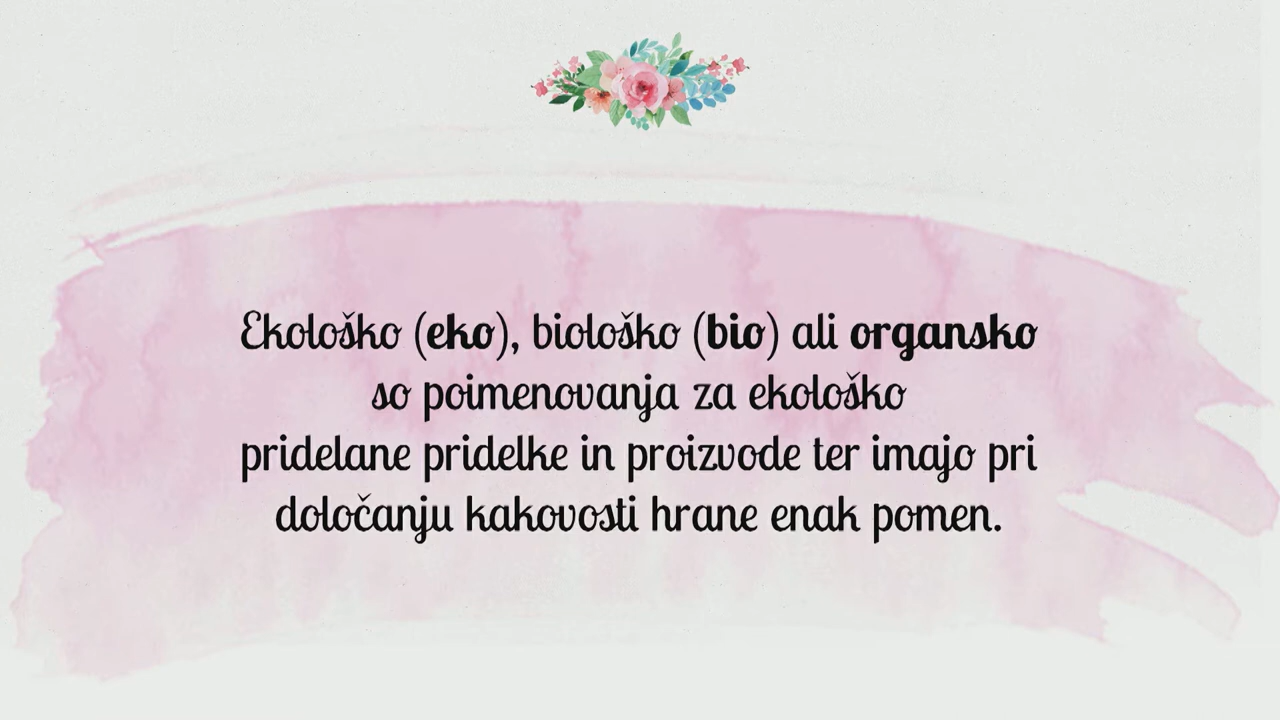 Ekološko (eko), biološko (bio) ali organsko
so poimenovanja za ekološko
pridelane pridelke in proizvode ter imajo pri
določanju kakovosti hrane enak pomen.